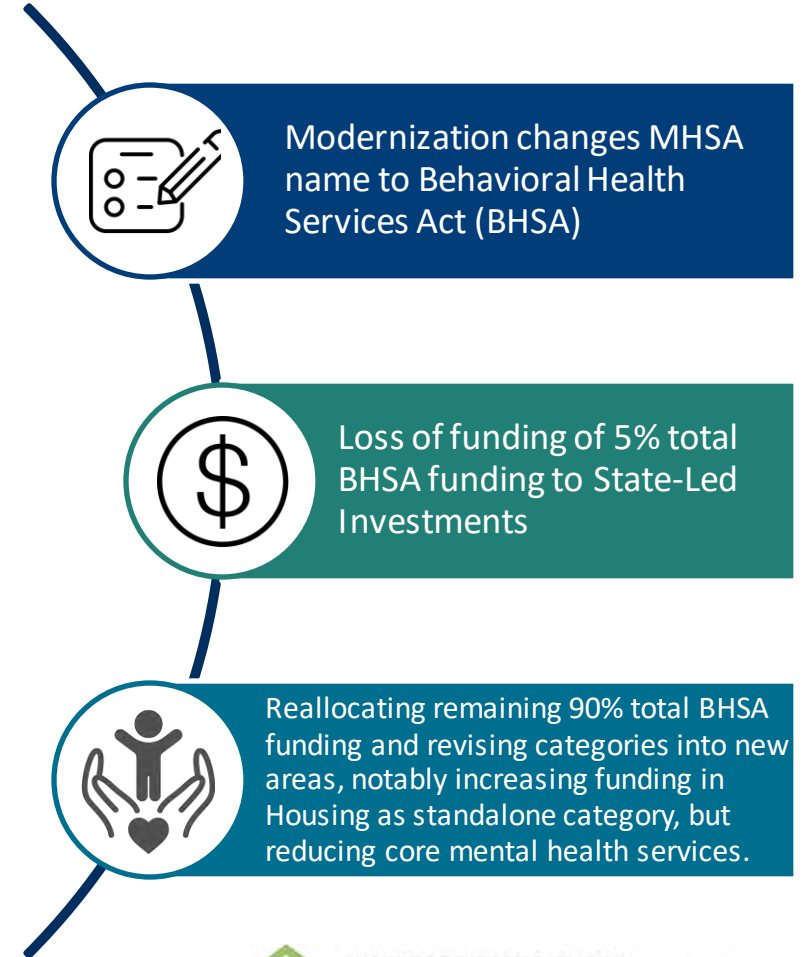 Modernization changes MHSA
name to Behavioral Health
Services Act (BHSA)
$
Loss of funding of 5% total
BHSA funding to State-Led
Investments
Reallocating remaining 90% total BHSA
funding and revising categories into new
areas, notably increasing funding in
Housing as standalone category, but
reducing core mental health services.